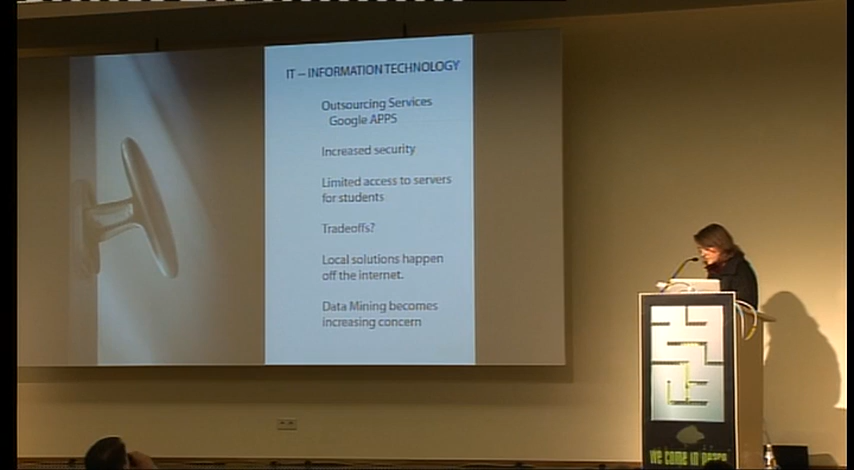 IT – INFORMATION TECHNOLOGY
Outsourcing Services
Google APPS
Increased security
Limited access to servers
for students
Tradeoffs?
Local solutions happen
off the internet.
Data Mining becomes
increasing concern
we come in peace